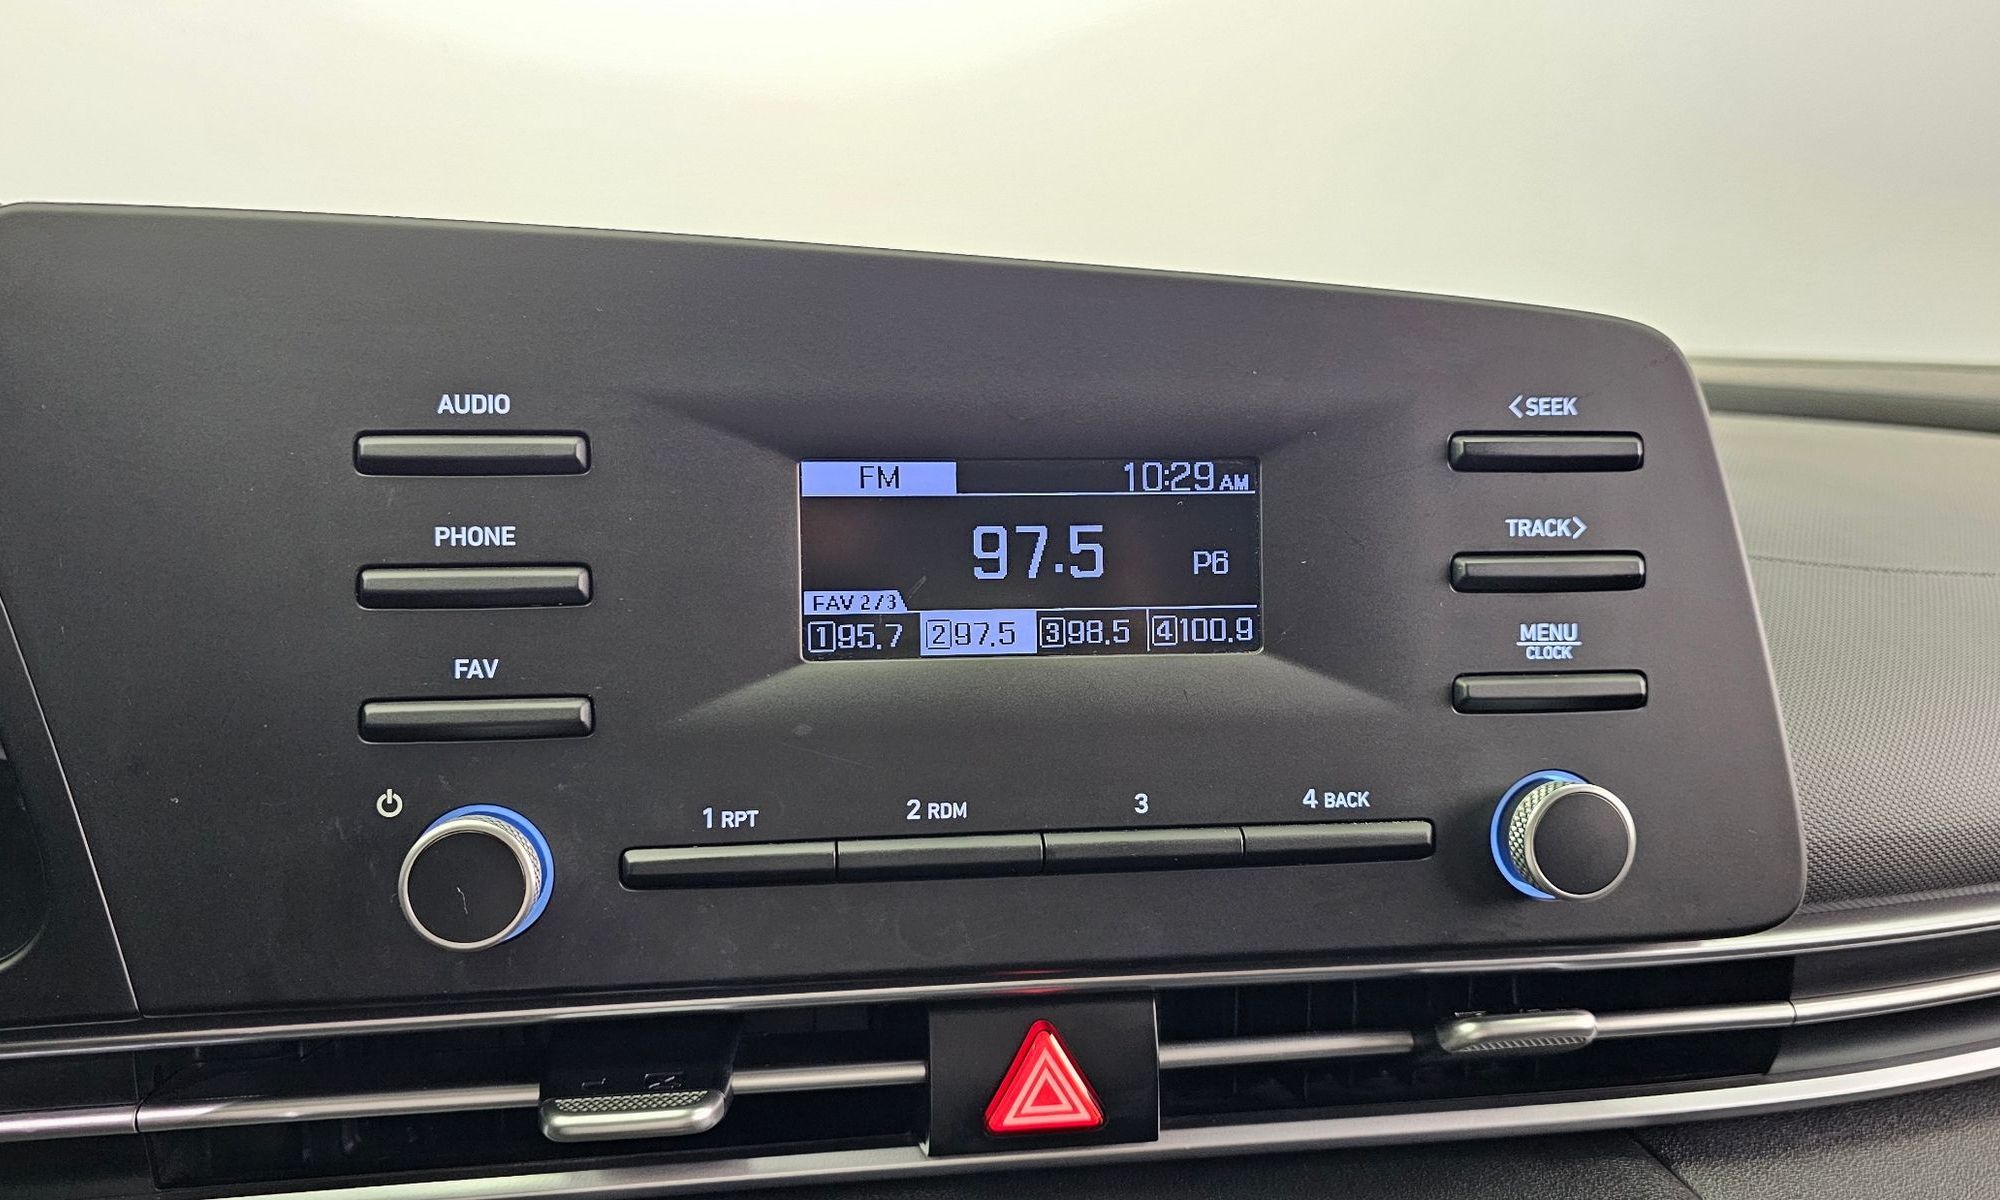 AUDIO
PHONE
FAV
FM 10:29 AM
97.5 P6
FAV 2/3
1 95.7 2 97.5 3 98.5 4 100.9
<SEEK
TRACK>
MENU
CLOCK
1 RPT 2 RDM 3 4 BACK